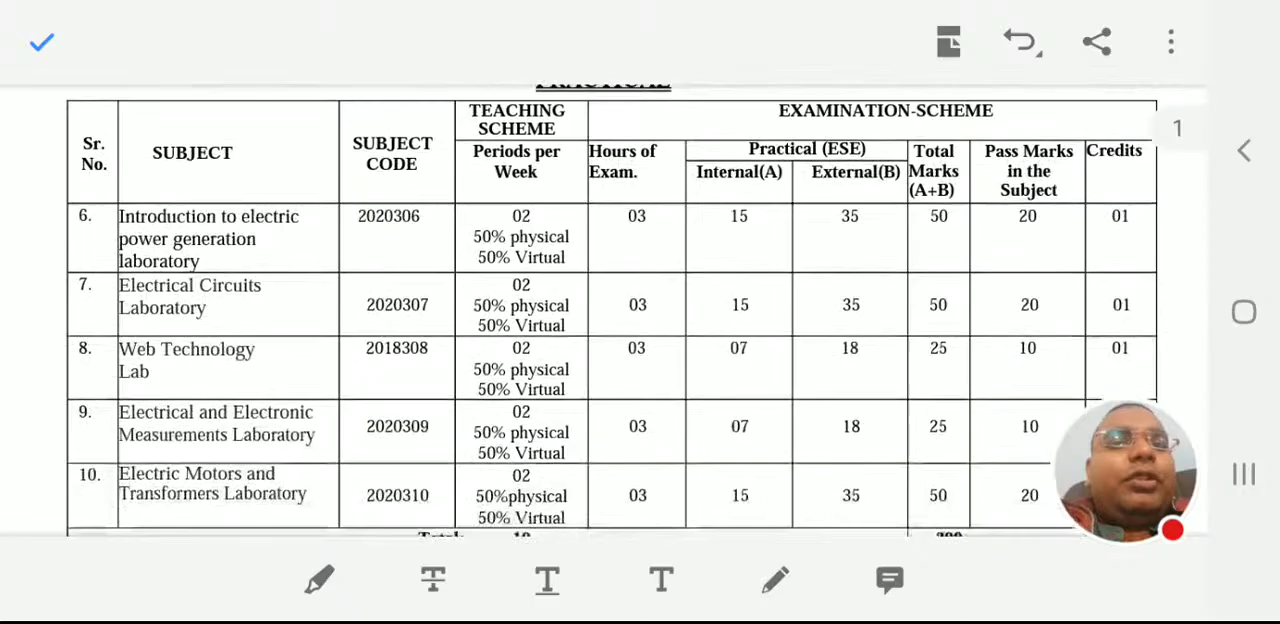 PRACTICAL
1
Sr. No. SUBJECT SUBJECT CODE TEACHING SCHEME EXAMINATION-SCHEME
Periods per Week Hours of Exam. Practical (ESE) Total Marks (A+B) Pass Marks in the Subject Credits
Internal(A) External(B)
6. Introduction to electric power generation laboratory 2020306 02 50% physical 50% Virtual 03 15 35 50 20 01
7. Electrical Circuits Laboratory 2020307 02 50% physical 50% Virtual 03 15 35 50 20 01
8. Web Technology Lab 2018308 02 50% physical 50% Virtual 03 07 18 25 10 01
9. Electrical and Electronic Measurements Laboratory 2020309 02 50% physical 50% Virtual 03 07 18 25 10
10. Electric Motors and Transformers Laboratory 2020310 02 50%physical 50% Virtual 03 15 35 50 20
T T T